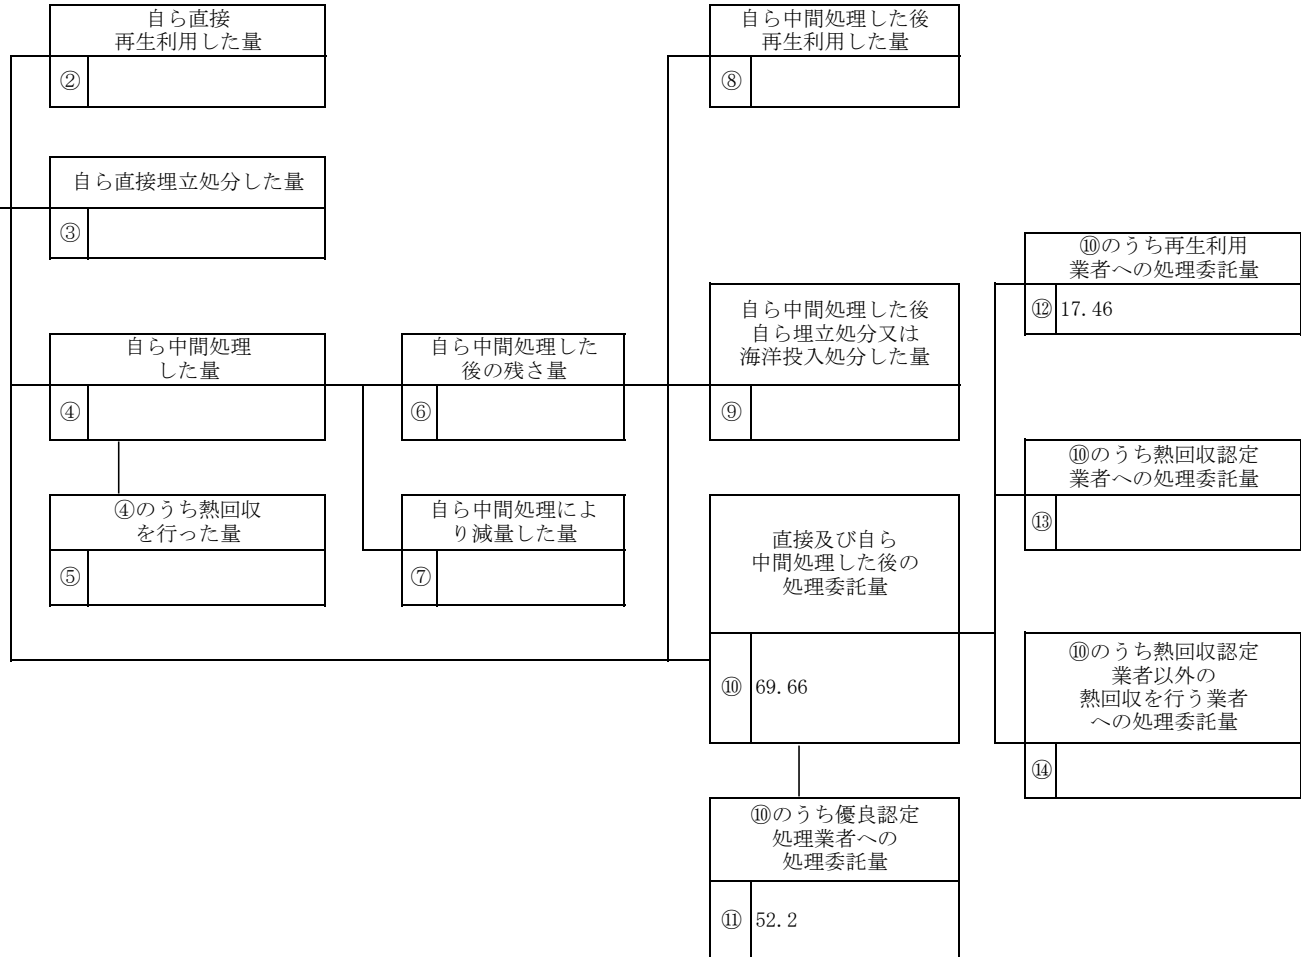 自ら直接
再生利用した量
②
自ら中間処理した後
再生利用した量
⑧
自ら直接埋立処分した量
③
⑩のうち再生利用
業者への処理委託量
⑫ 17.46
自ら中間処理した後
自ら埋立処分又は
海洋投入処分した量
⑨
自ら中間処理
した量
④
自ら中間処理した
後の残さ量
⑥
⑩のうち熱回収認定
業者への処理委託量
⑬
④のうち熱回収
を行った量
⑤
自ら中間処理によ
り減量した量
⑦
直接及び自ら
中間処理した後の
処理委託量
⑩ 69.66
⑩のうち熱回収認定
業者以外の
熱回収を行う業者
への処理委託量
⑭
⑩のうち優良認定
処理業者への
処理委託量
⑪ 52.2